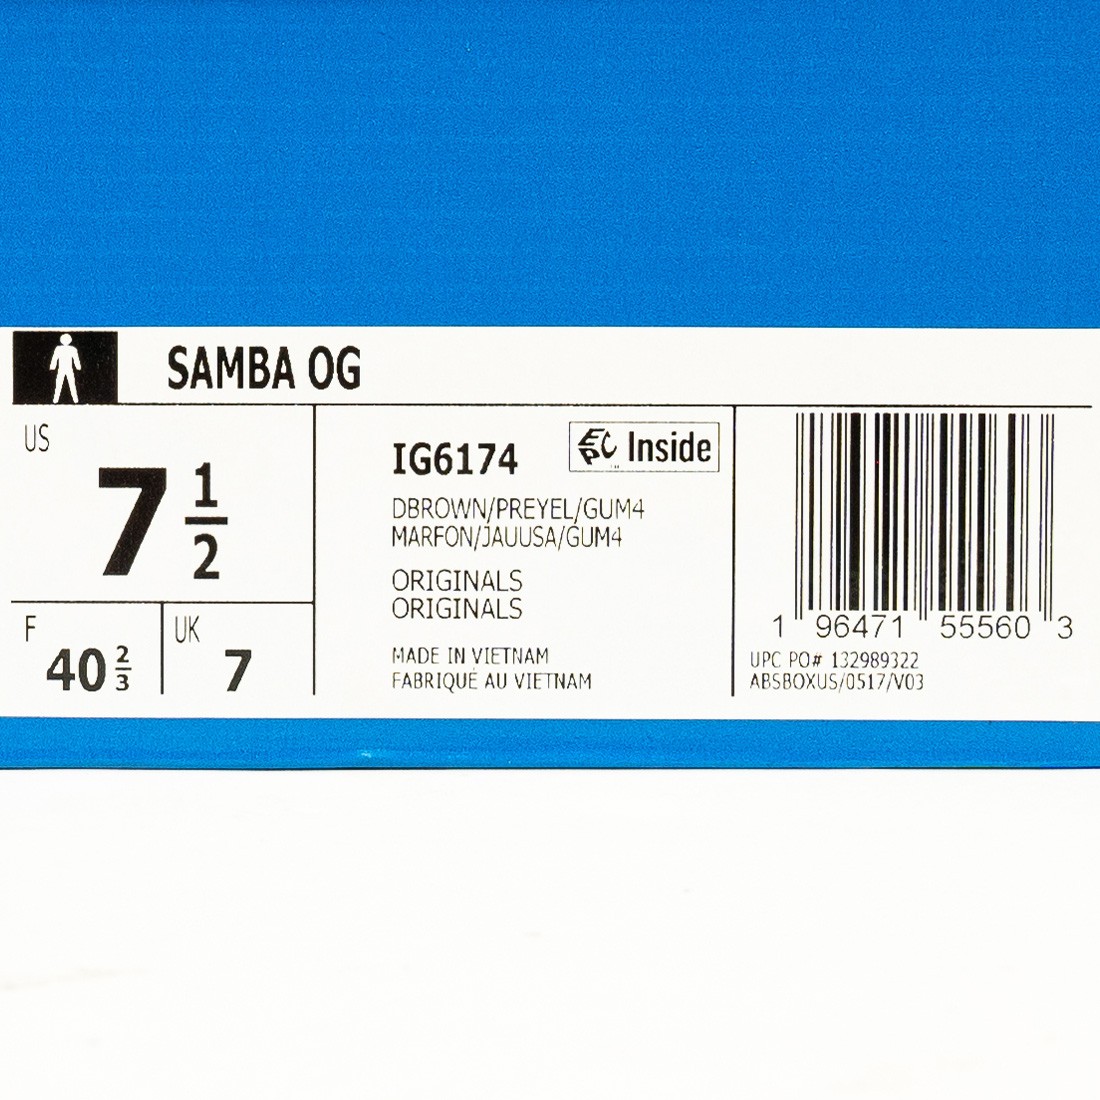 SAMBA OG
US
7 1/2
F
40 2/3
UK
7
IG6174
EPC Inside
DBROWN/PREYEL/GUM4
MARFON/JAUUSA/GUM4
ORIGINALS
ORIGINALS
MADE IN VIETNAM
FABRIQUÉ AU VIETNAM
1 96471 55560 3
UPC PO# 132989322
ABSBOXUS/0517/V03